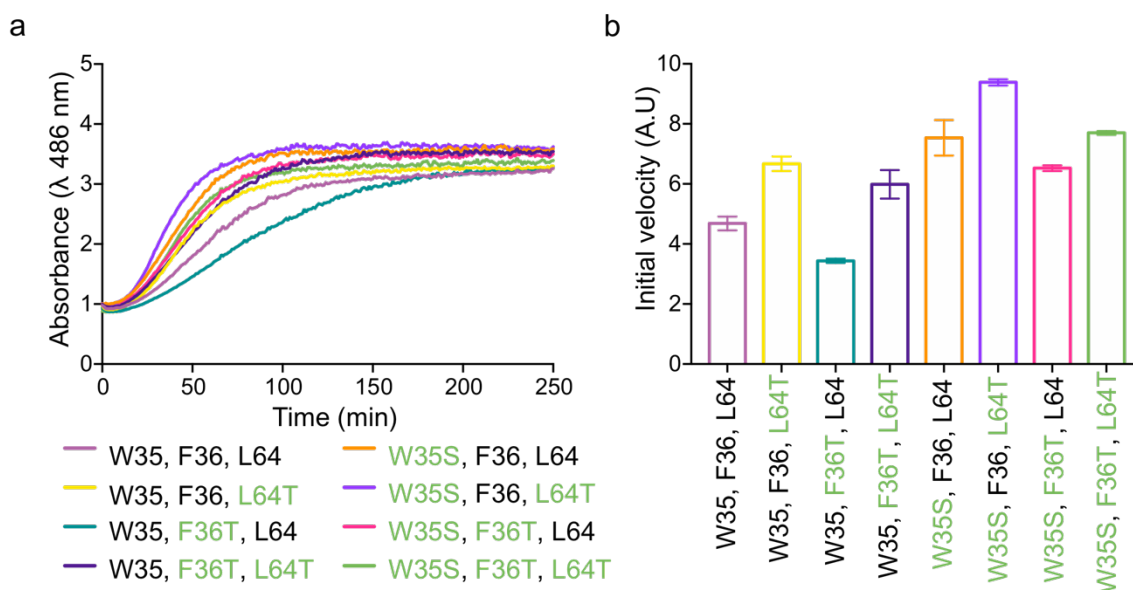 a
Absorbance (λ 486 nm)
5
4
3
2
1
0
0 50 100 150 200 250
Time (min)
W35, F36, L64
W35, F36, L64T
W35, F36T, L64
W35, F36T, L64T
W35S, F36, L64
W35S, F36, L64T
W35S, F36T, L64
W35S, F36T, L64T
b
Initial velocity (A.U)
10
8
6
4
2
0
W35, F36, L64
W35, F36, L64T
W35, F36T, L64
W35, F36T, L64T
W35S, F36, L64
W35S, F36, L64T
W35S, F36T, L64
W35S, F36T, L64T